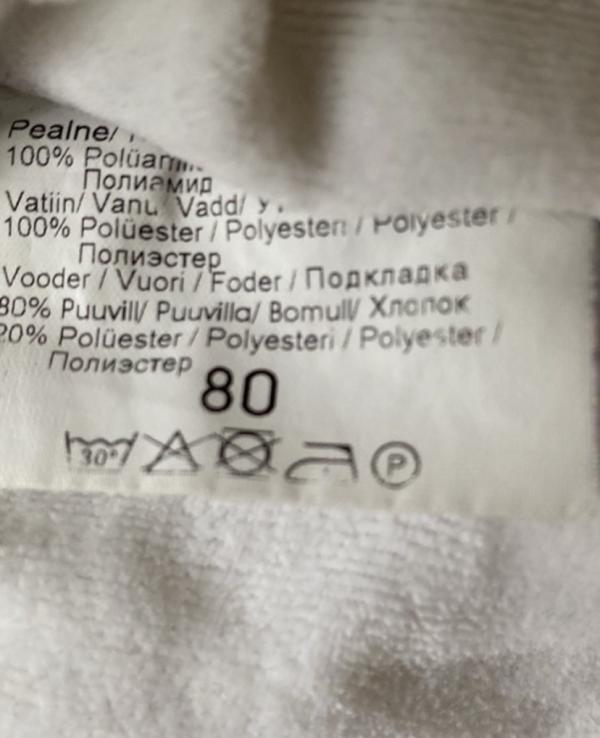 Pealne/
100%
Полиамид
Vatiin/ Vanu Vadd/
100% Polüester / Polyesteri / Polyester /
Полиэстер
Vooder / Vuori / Foder / Подкладка
80% Puuvill/ Puuvilla/ Bomull/ Хлопок
20% Polüester / Polyesteri / Polyester /
Полиэстер
80
30°
P